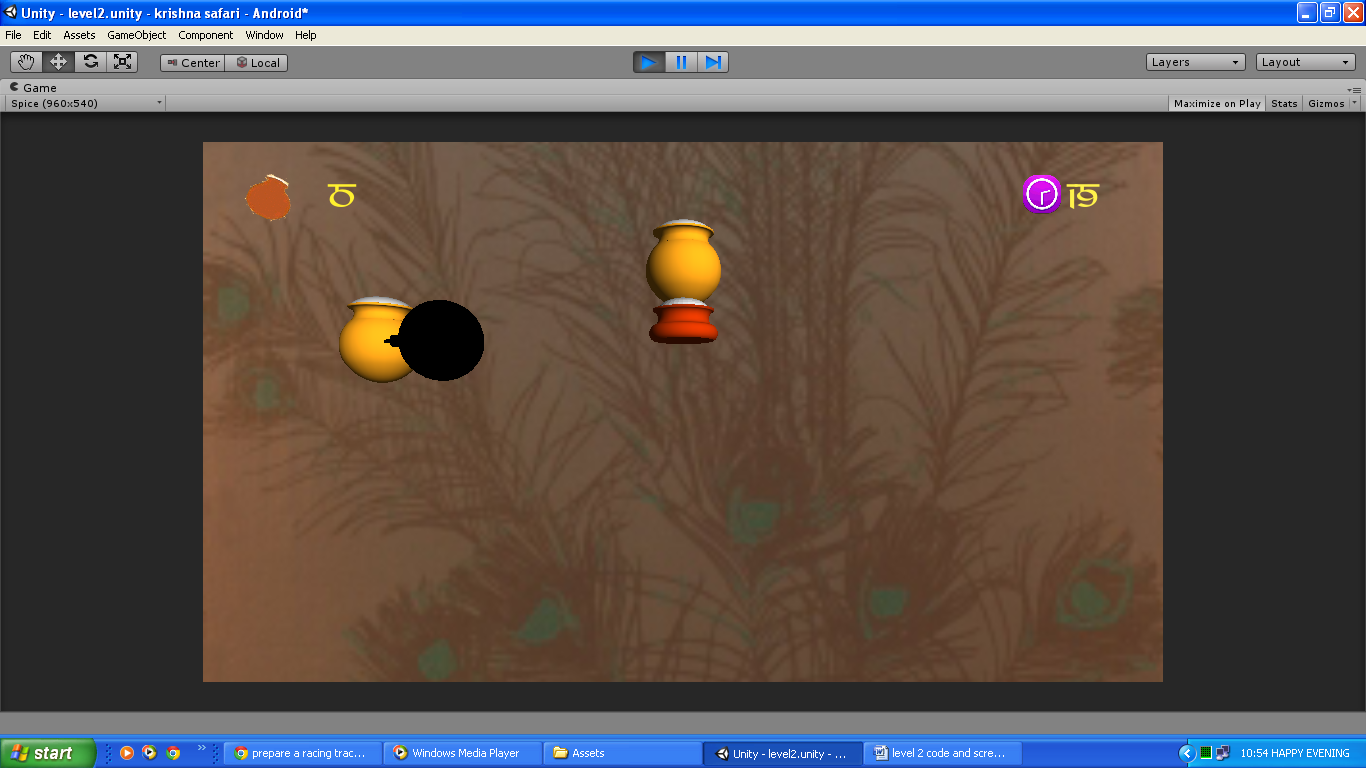 Unity - level2.unity - krishna safari - Android*
File Edit Assets GameObject Component Window Help
Center Local Layers Layout
Game
Spice (960x540) Maximize on Play Stats Gizmos
0 19
start prepare a racing trac... Windows Media Player Assets Unity - level2.unity - ... level 2 code and scre... 10:54 HAPPY EVENING